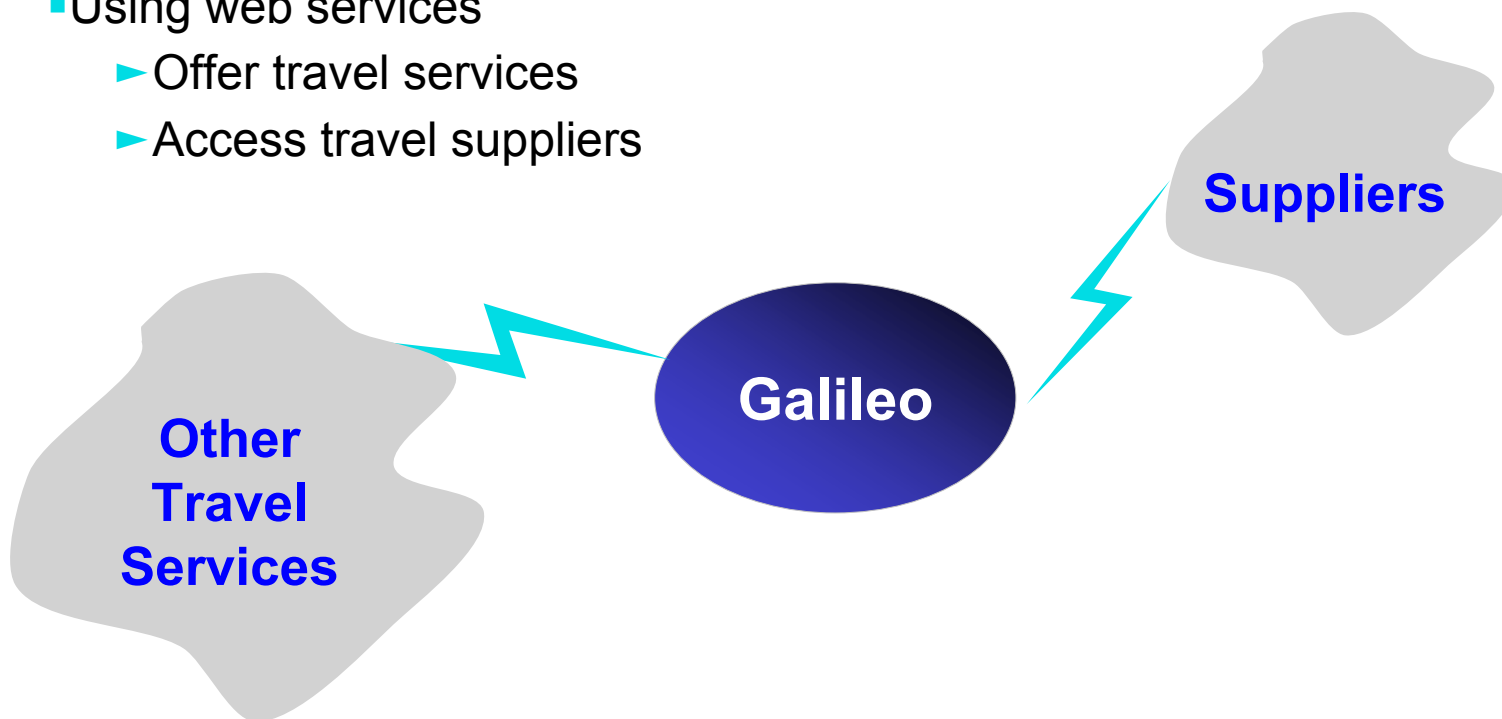 Using web services
Offer travel services
Access travel suppliers
Suppliers
Galileo
Other
Travel
Services